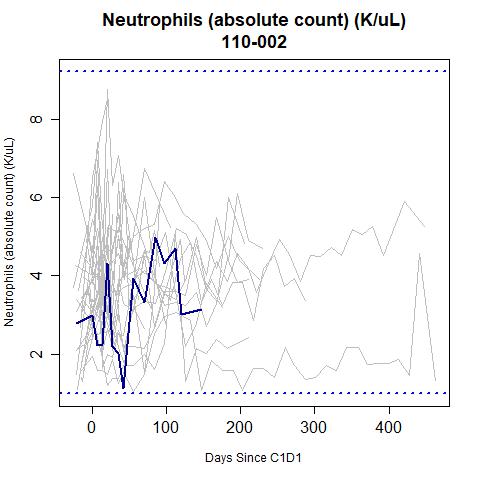 Neutrophils (absolute count) (K/uL)
110-002
Neutrophils (absolute count) (K/uL)
8
6
4
2
0 100 200 300 400
Days Since C1D1